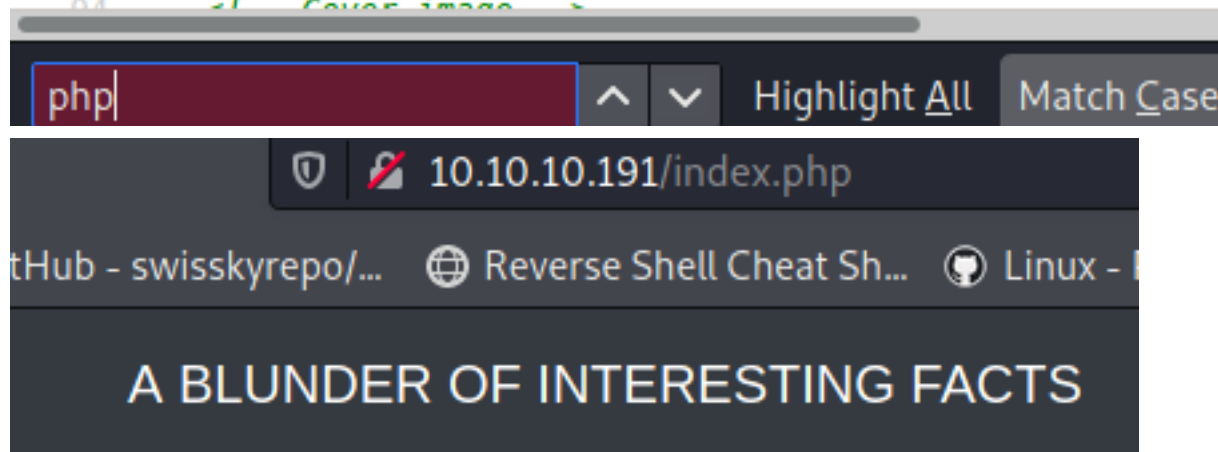 php
Highlight All
Match Case
10.10.10.191/index.php
tHub - swisskyrepo/...
Reverse Shell Cheat Sh...
Linux -
A BLUNDER OF INTERESTING FACTS